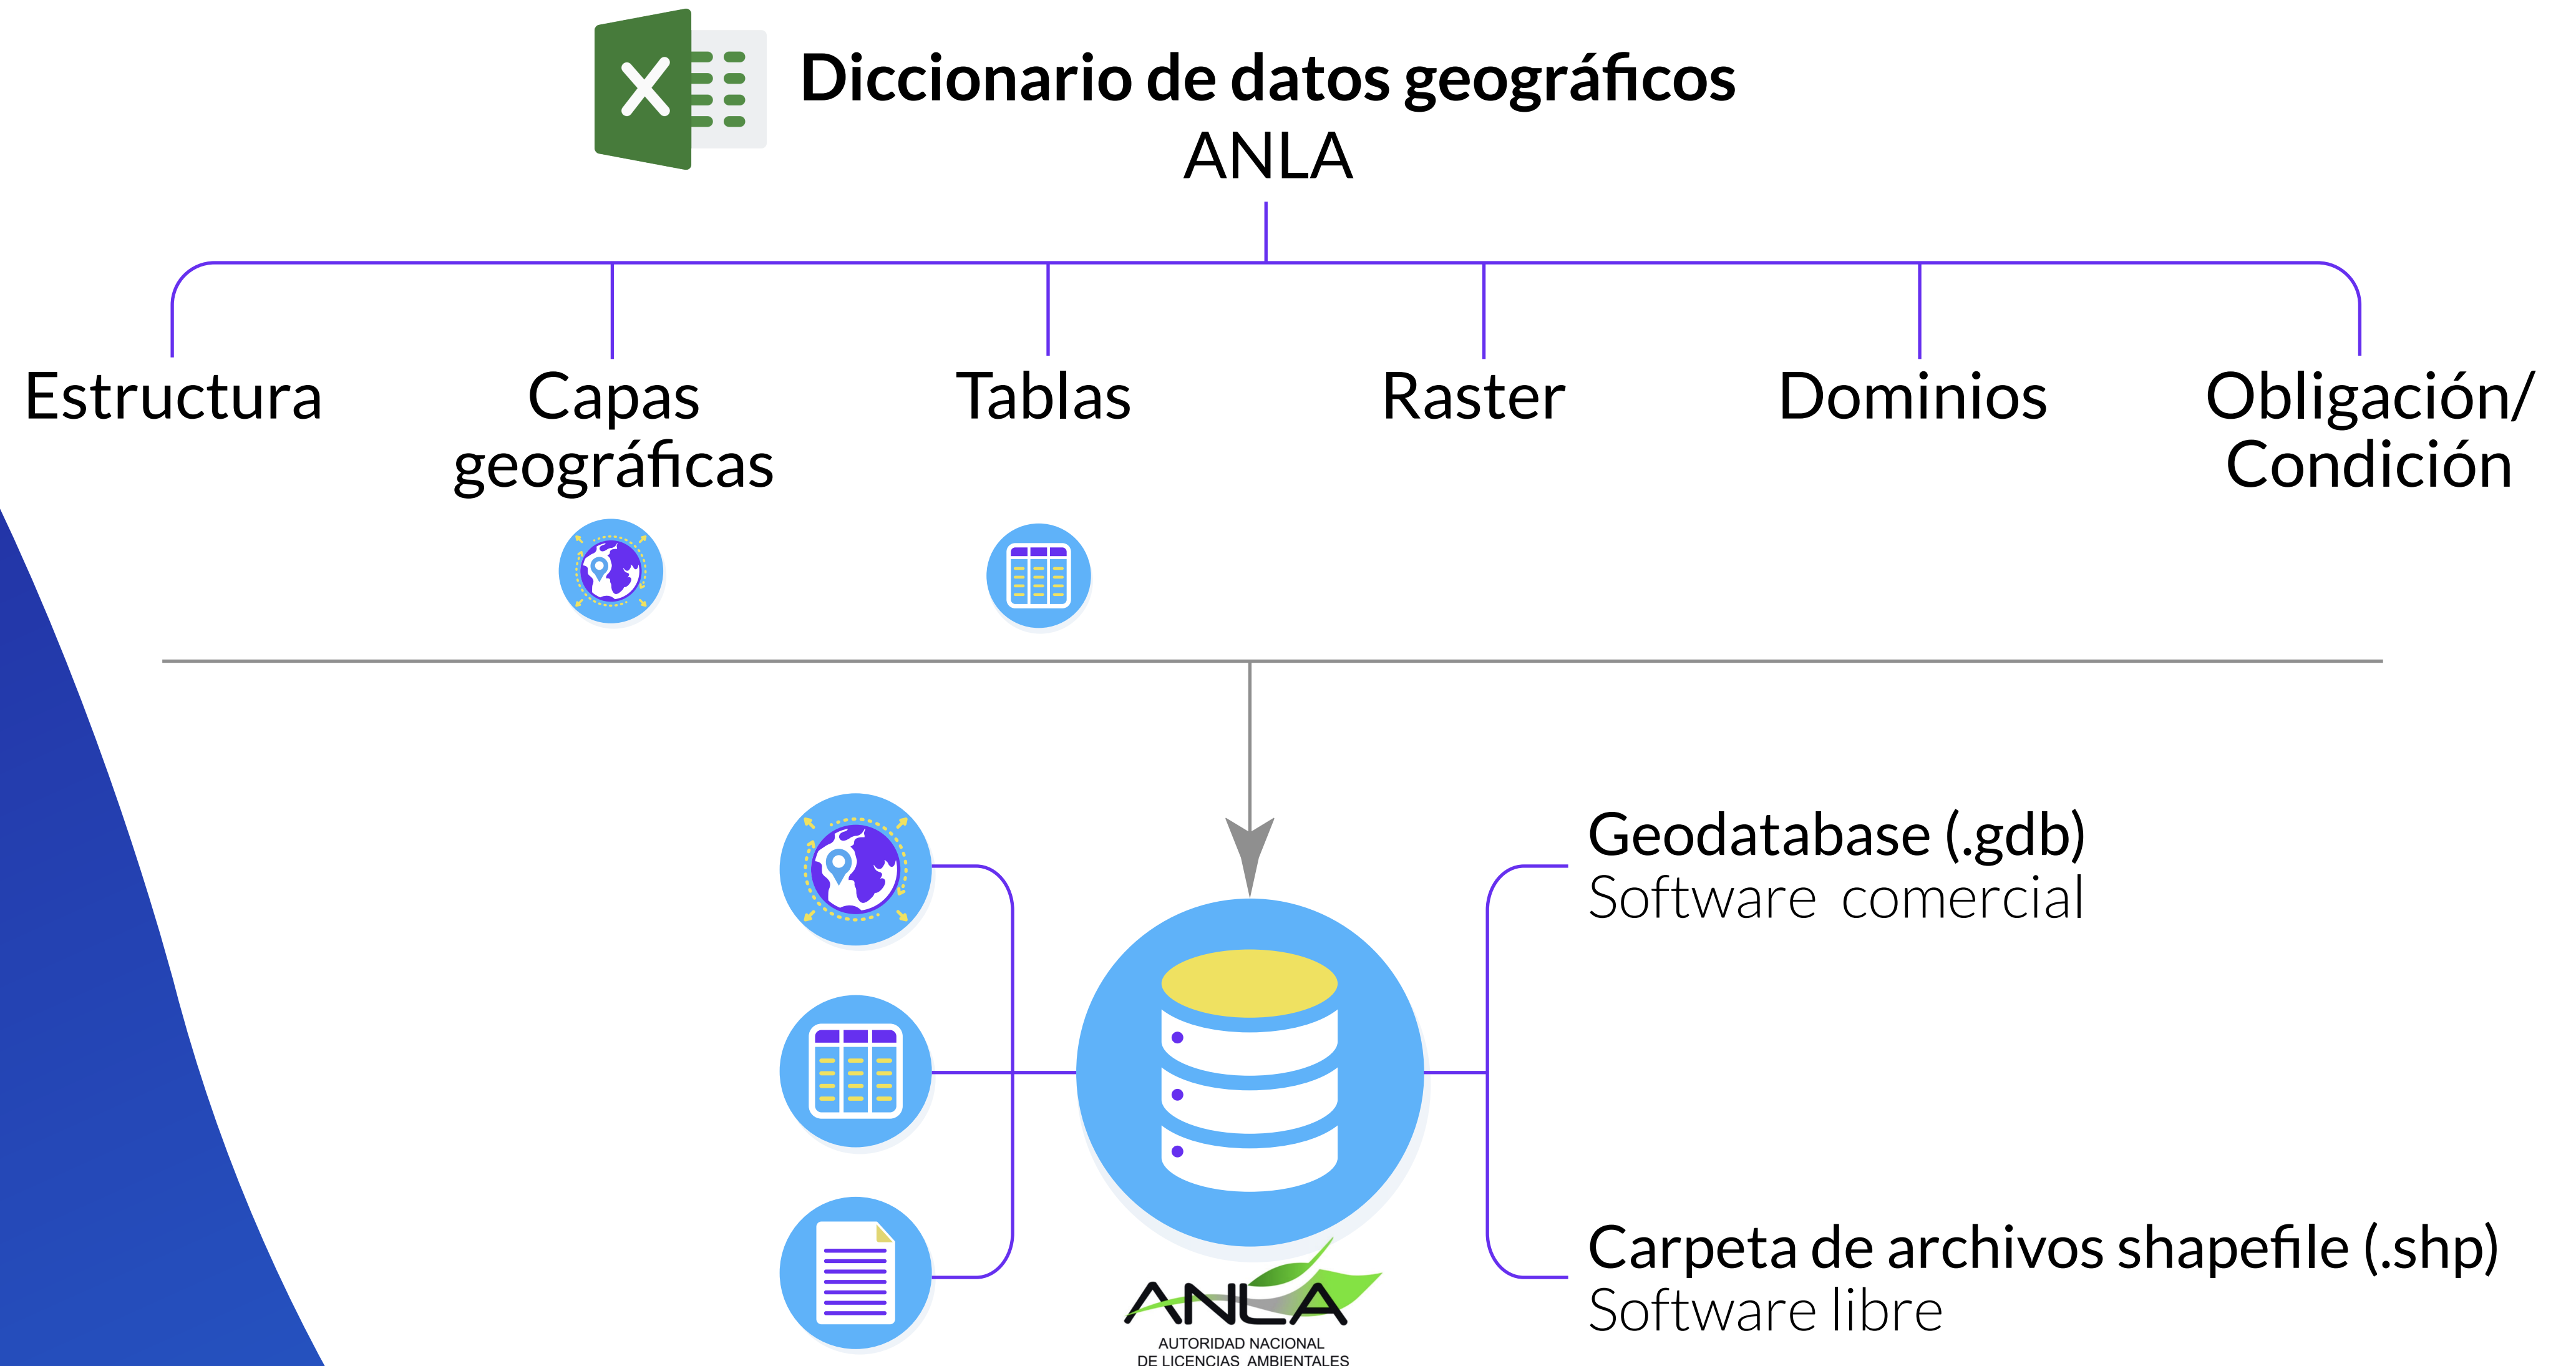 Diccionario de datos geográficos
ANLA
Estructura
Capas
geográficas
Tablas
Raster
Dominios
Obligación/
Condición
Geodatabase (.gdb)
Software comercial
Carpeta de archivos shapefile (.shp)
Software libre
ANLA
AUTORIDAD NACIONAL
DE LICENCIAS AMBIENTALES